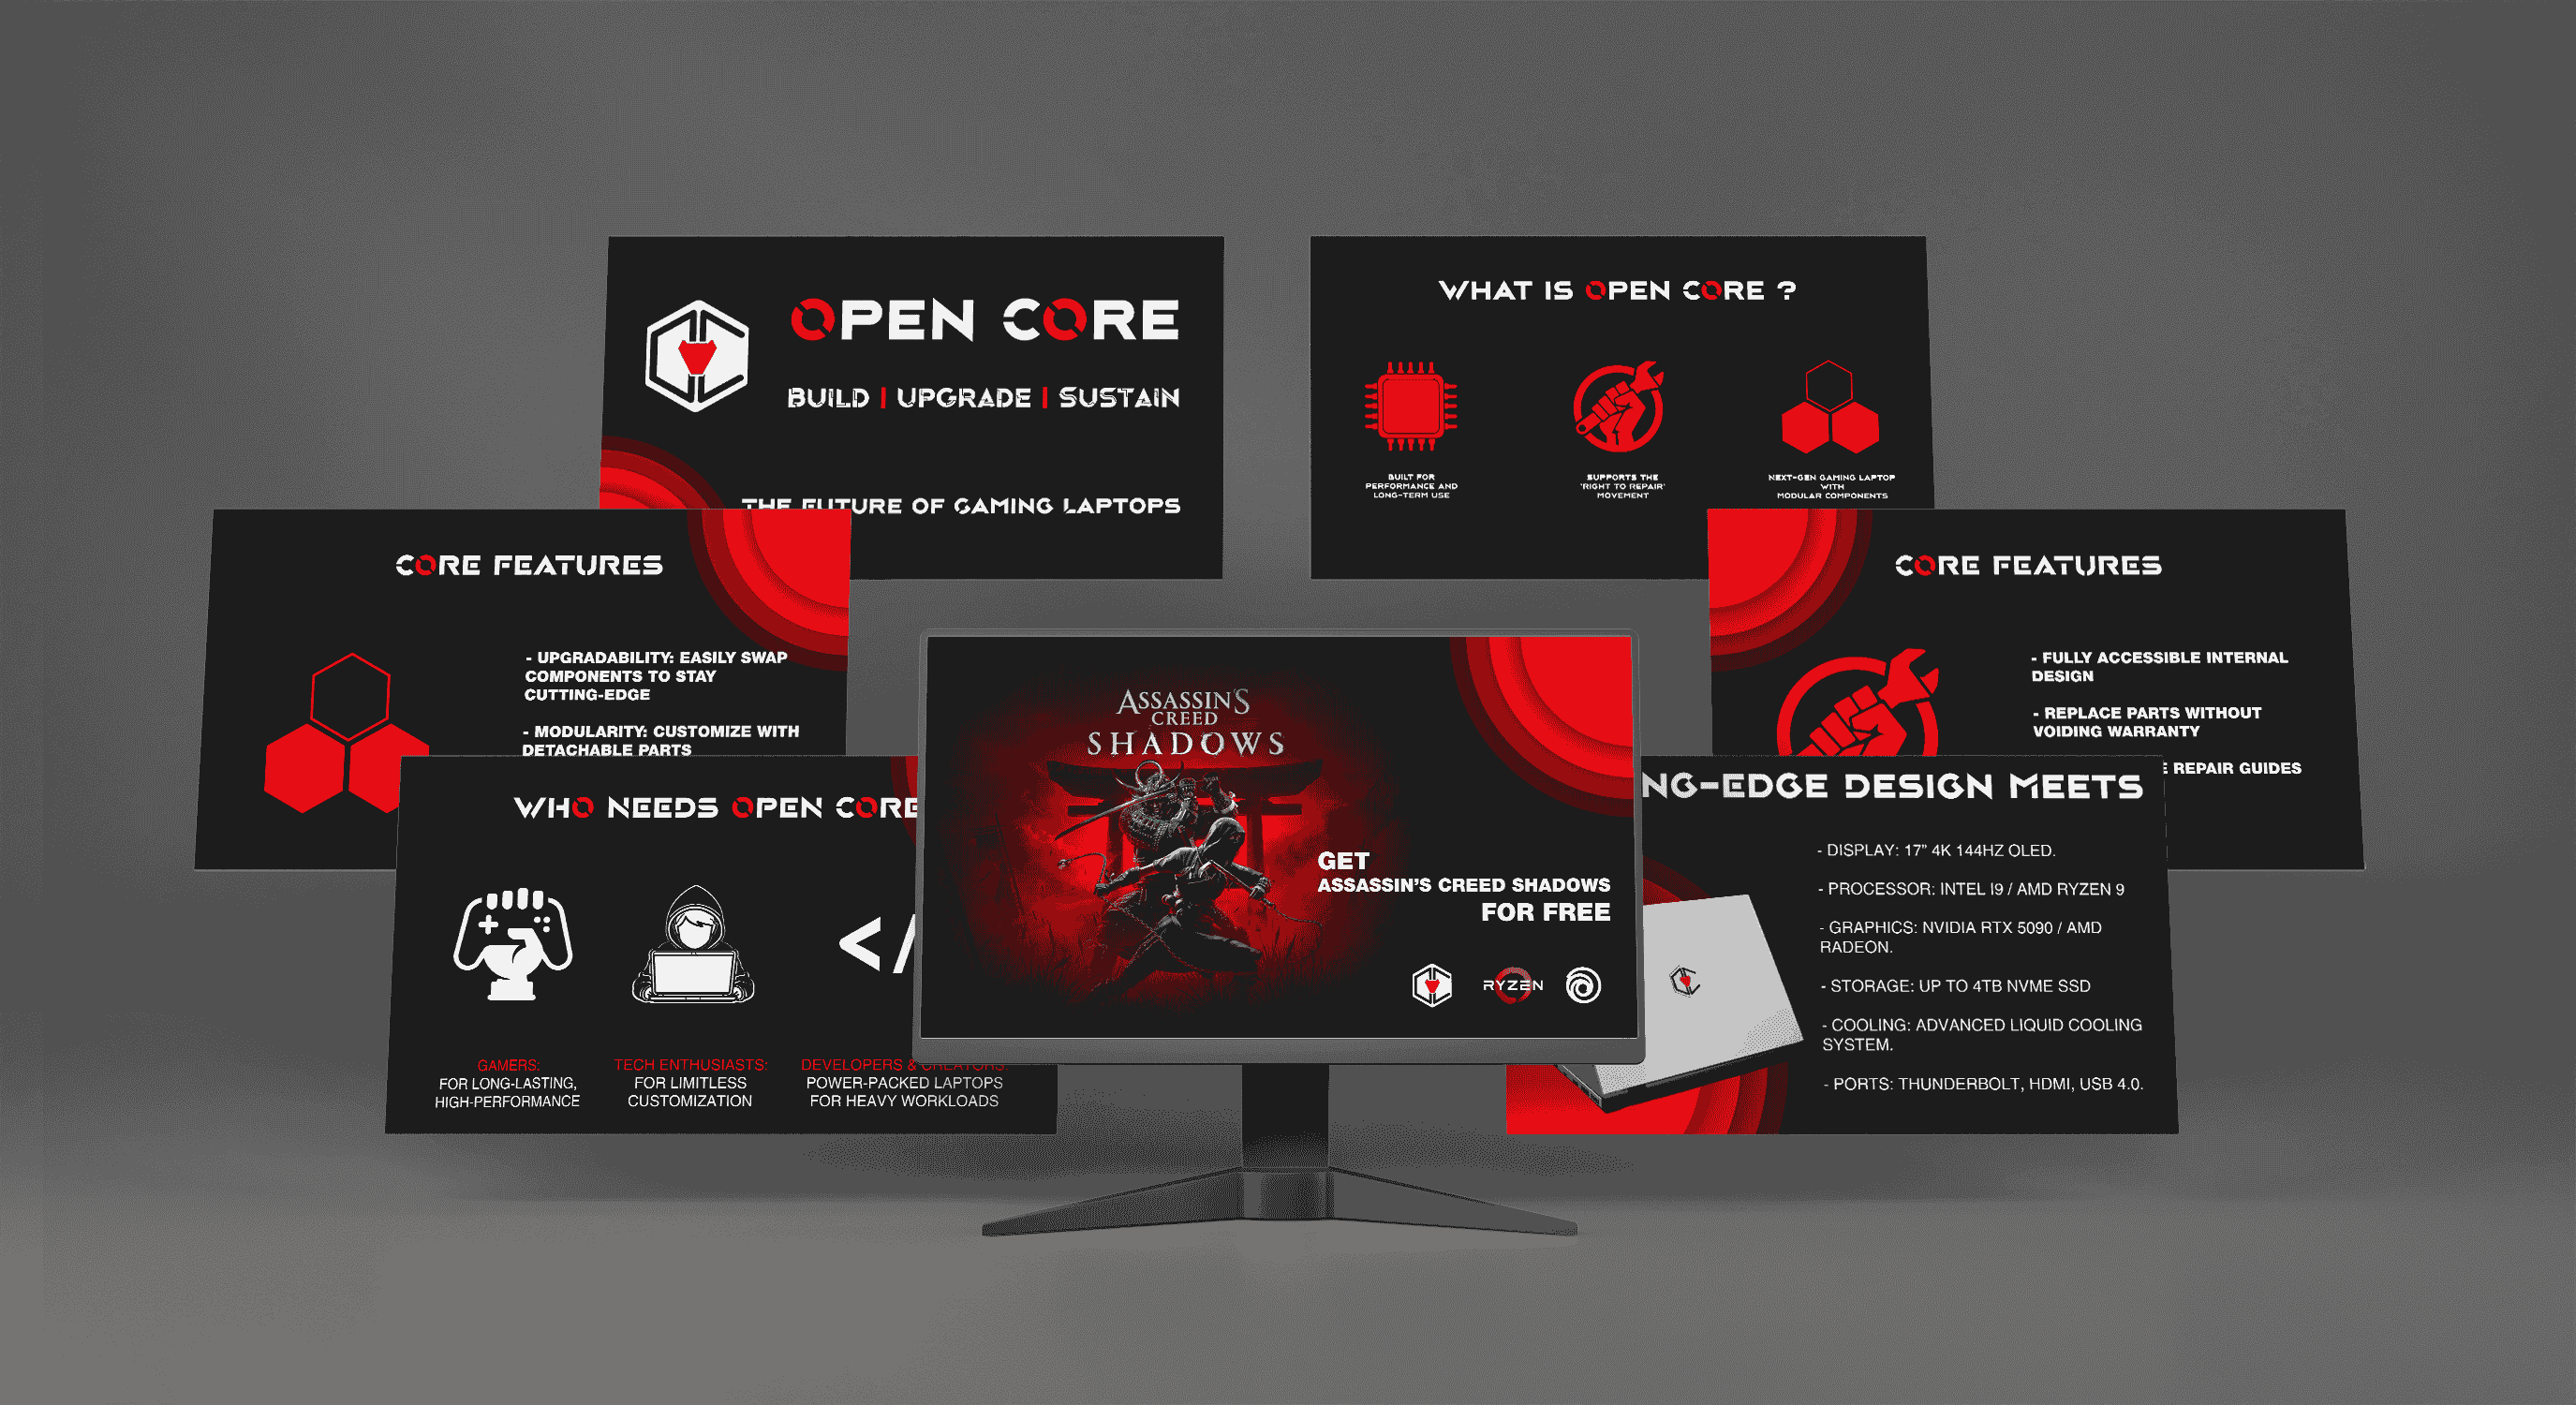 OPEN CORE
BUILD | UPGRADE | SUSTAIN
THE FUTURE OF GAMING LAPTOPS
WHAT IS OPEN CORE ?
BUILT FOR
PERFORMANCE AND
LONG-TERM USE
SUPPORTS THE
'RIGHT TO REPAIR'
MOVEMENT
NEXT-GEN GAMING LAPTOP
WITH
MODULAR COMPONENTS
CORE FEATURES
- UPGRADABILITY: EASILY SWAP
COMPONENTS TO STAY
CUTTING-EDGE
- MODULARITY: CUSTOMIZE WITH
DETACHABLE PARTS
CORE FEATURES
- FULLY ACCESSIBLE INTERNAL
DESIGN
- REPLACE PARTS WITHOUT
VOIDING WARRANTY
REPAIR GUIDES
WHO NEEDS OPEN CORE
</
GAMERS:
FOR LONG-LASTING,
HIGH-PERFORMANCE
TECH ENTHUSIASTS:
FOR LIMITLESS
CUSTOMIZATION
DEVELOPERS & CREATORS:
POWER-PACKED LAPTOPS
FOR HEAVY WORKLOADS
ASSASSIN'S
CREED
SHADOWS
GET
ASSASSIN'S CREED SHADOWS
FOR FREE
RYZEN
NG-EDGE DESIGN MEETS
- DISPLAY: 17" 4K 144HZ OLED.
- PROCESSOR: INTEL I9 / AMD RYZEN 9
- GRAPHICS: NVIDIA RTX 5090 / AMD
RADEON.
- STORAGE: UP TO 4TB NVME SSD
- COOLING: ADVANCED LIQUID COOLING
SYSTEM.
- PORTS: THUNDERBOLT, HDMI, USB 4.0.